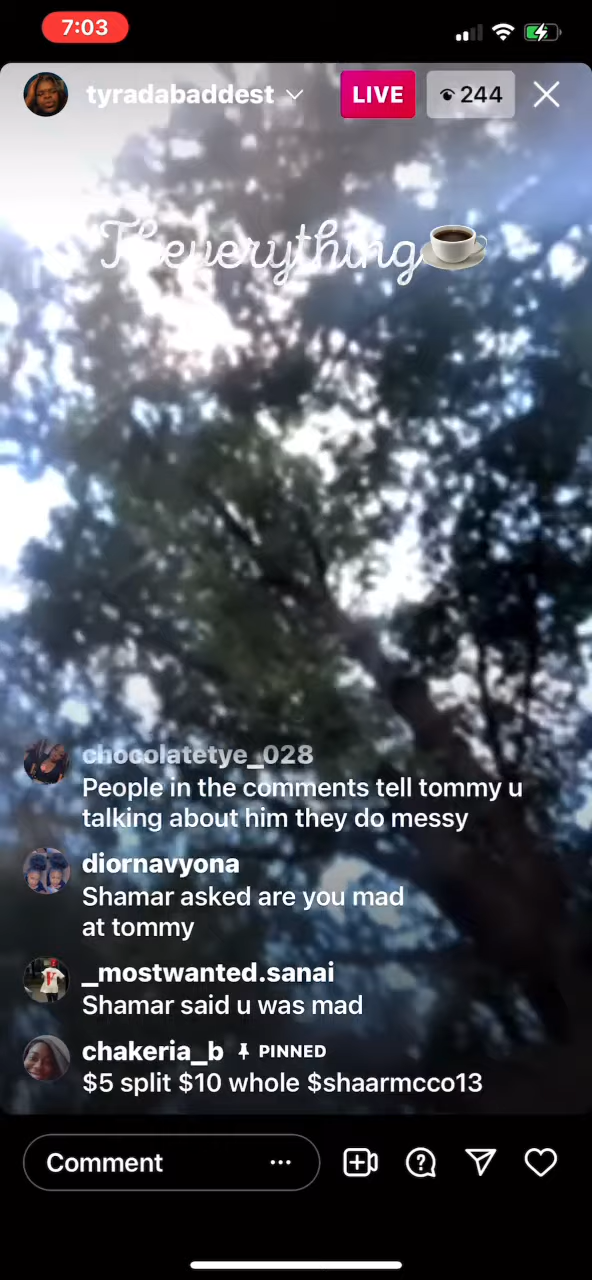 7:03
tyradabaddest
LIVE
244
Theverything
chocolatetye_028
People in the comments tell tommy u
talking about him they do messy
diornavyona
Shamar asked are you mad
at tommy
_mostwanted.sanai
Shamar said u was mad
chakeria_b PINNED
$5 split $10 whole $shaarmcco13
Comment